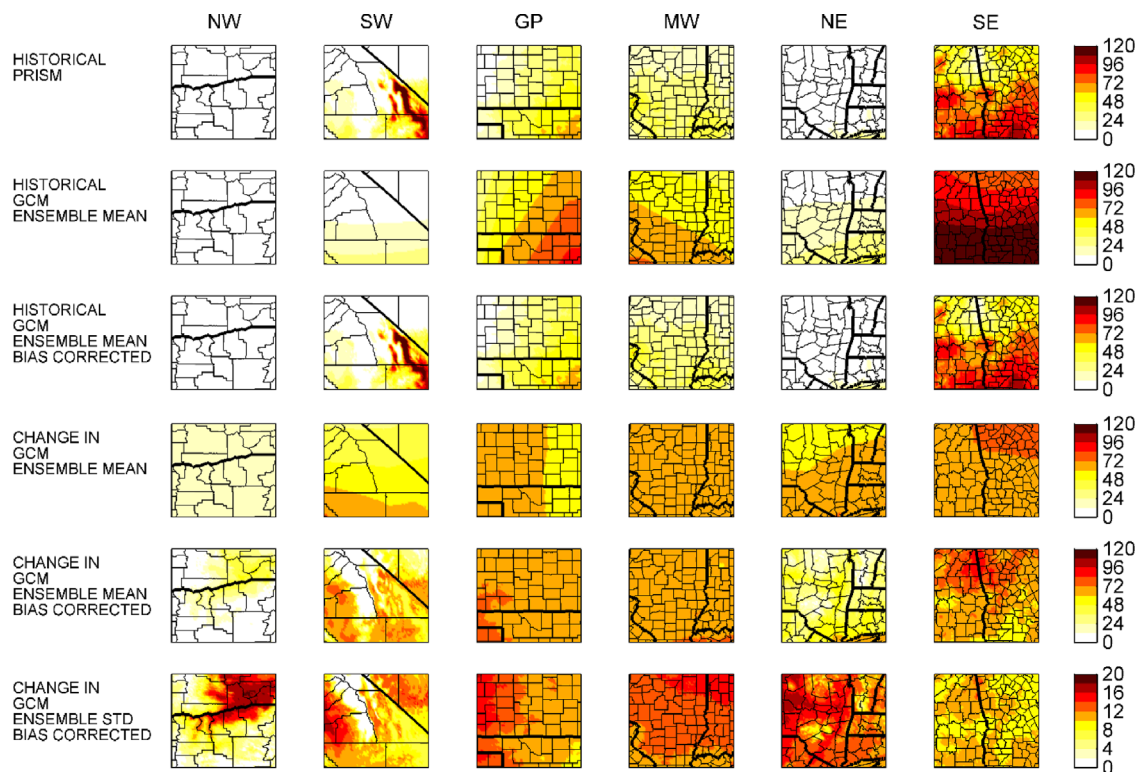 NW SW GP MW NE SE
HISTORICAL
PRISM
120
96
72
48
24
0
HISTORICAL
GCM
ENSEMBLE MEAN
120
96
72
48
24
0
HISTORICAL
GCM
ENSEMBLE MEAN
BIAS CORRECTED
120
96
72
48
24
0
CHANGE IN
GCM
ENSEMBLE MEAN
120
96
72
48
24
0
CHANGE IN
GCM
ENSEMBLE MEAN
BIAS CORRECTED
120
96
72
48
24
0
CHANGE IN
GCM
ENSEMBLE STD
BIAS CORRECTED
20
16
12
8
4
0